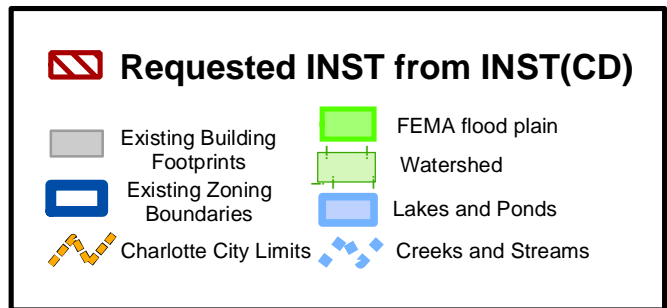 Requested INST from INST(CD)
Existing Building
Footprints
Existing Zoning
Boundaries
Charlotte City Limits
FEMA flood plain
Watershed
Lakes and Ponds
Creeks and Streams